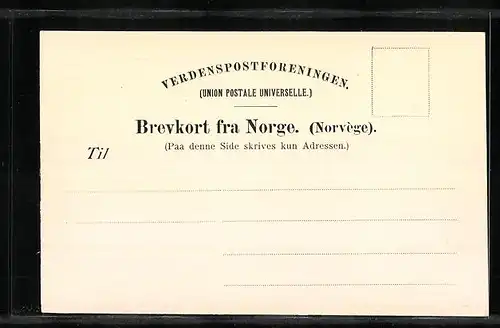 VERDENSPOSTFORENINGEN.
(UNION POSTALE UNIVERSELLE.)
Brevkort fra Norge. (Norvège).
(Paa denne Side skrives kun Adressen.)
Til